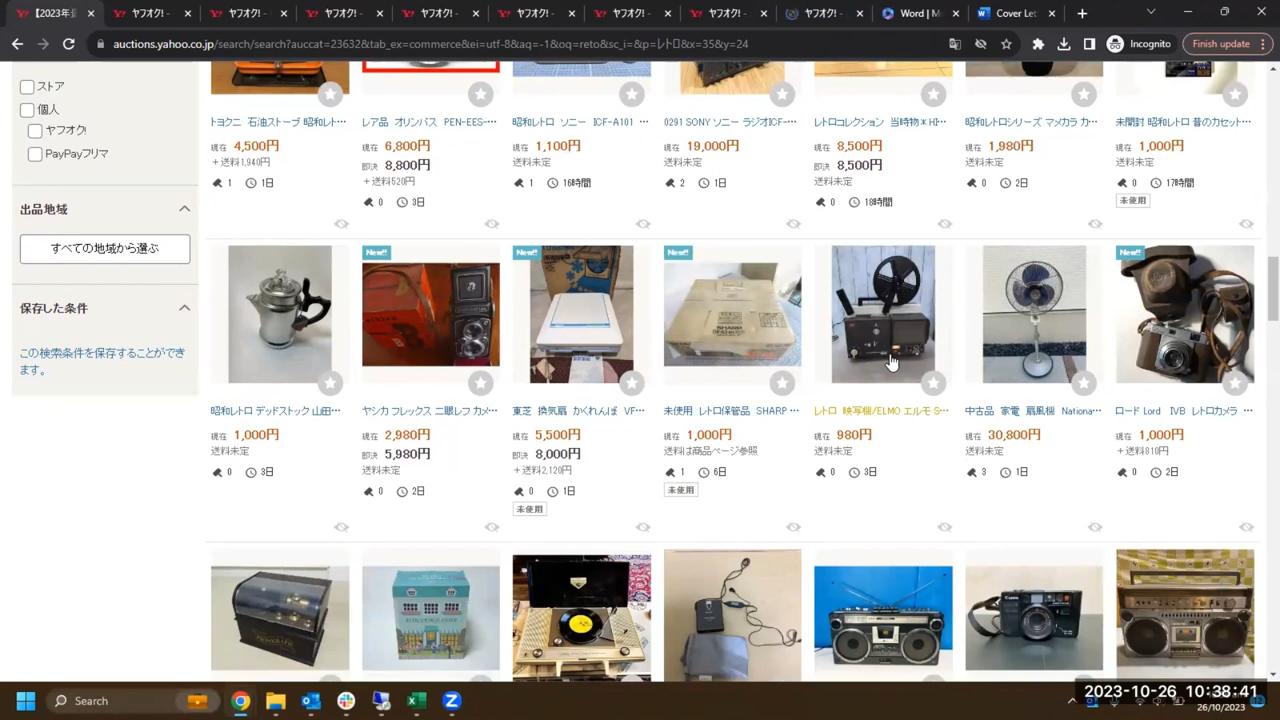 【2023年最
ヤフオク!
ヤフオク!
ヤフオク!
ヤフオク!
ヤフオク!
ヤフオク!
ヤフオク!
ヤフオク!
Word | M
Cover Let
auctions.yahoo.co.jp/search/search?auccat=23632&tab_ex=commerce&ei=utf-8&aq=-1&oq=reto&sc_i=&p=レトロ&x=35&y=24
Incognito
Finish update
ストア
個人
ヤフオク!
PayPayフリマ
出品地域
すべての地域から選ぶ
保存した条件
この検索条件を保存することができ
ます。
トヨクニ 石油ストーブ 昭和レト…
現在 4,500円
+送料1,940円
1 1日
レア品 オリンパス PEN-EES-…
現在 6,800円
即決 8,800円
+送料520円
0 3日
昭和レトロ ソニー ICF-A101 …
現在 1,100円
送料未定
1 16時間
0291 SONY ソニー ラジオICF-…
現在 19,000円
送料未定
2 1日
レトロコレクション 当時物*HI…
現在 8,500円
即決 8,500円
送料未定
0 18時間
昭和レトロシリーズ マメカラ カ…
現在 1,980円
送料未定
0 2日
未開封 昭和レトロ 昔のカセット…
現在 1,000円
送料未定
0 17時間
未使用
昭和レトロ デッドストック 山田…
現在 1,000円
送料未定
0 3日
New!!
ヤシカ フレックス 二眼レフ カメ…
現在 2,980円
即決 5,980円
送料未定
0 2日
New!!
東芝 換気扇 かくれんぼ VF…
現在 5,500円
即決 8,000円
+送料2,120円
0 1日
未使用
New!!
SHARP
未使用 レトロ保管品 SHARP …
現在 1,000円
送料は商品ページ参照
1 6日
未使用
レトロ 映写機/ELMO エルモ S…
現在 980円
送料未定
0 3日
中古品 家電 扇風機 Nationa…
現在 30,800円
送料未定
3 1日
New!!
ロード Lord IVB レトロカメラ …
現在 1,000円
+送料810円
0 2日
Canon
Search
2023-10-26 10:38:41
26/10/2023